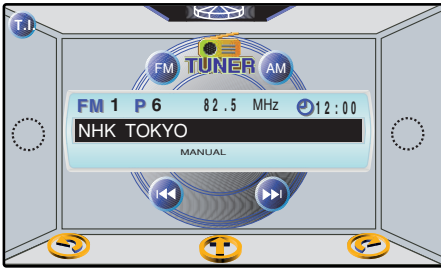 T.I.
FM TUNER AM
FM 1 P 6 82.5 MHz 12:00
NHK TOKYO
MANUAL